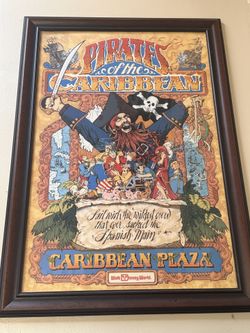 PIRATES
of the
CARIBBEAN
Sail with the wildest crew
that ever sacked the
Spanish Main
CARIBBEAN PLAZA
Walt Disney World